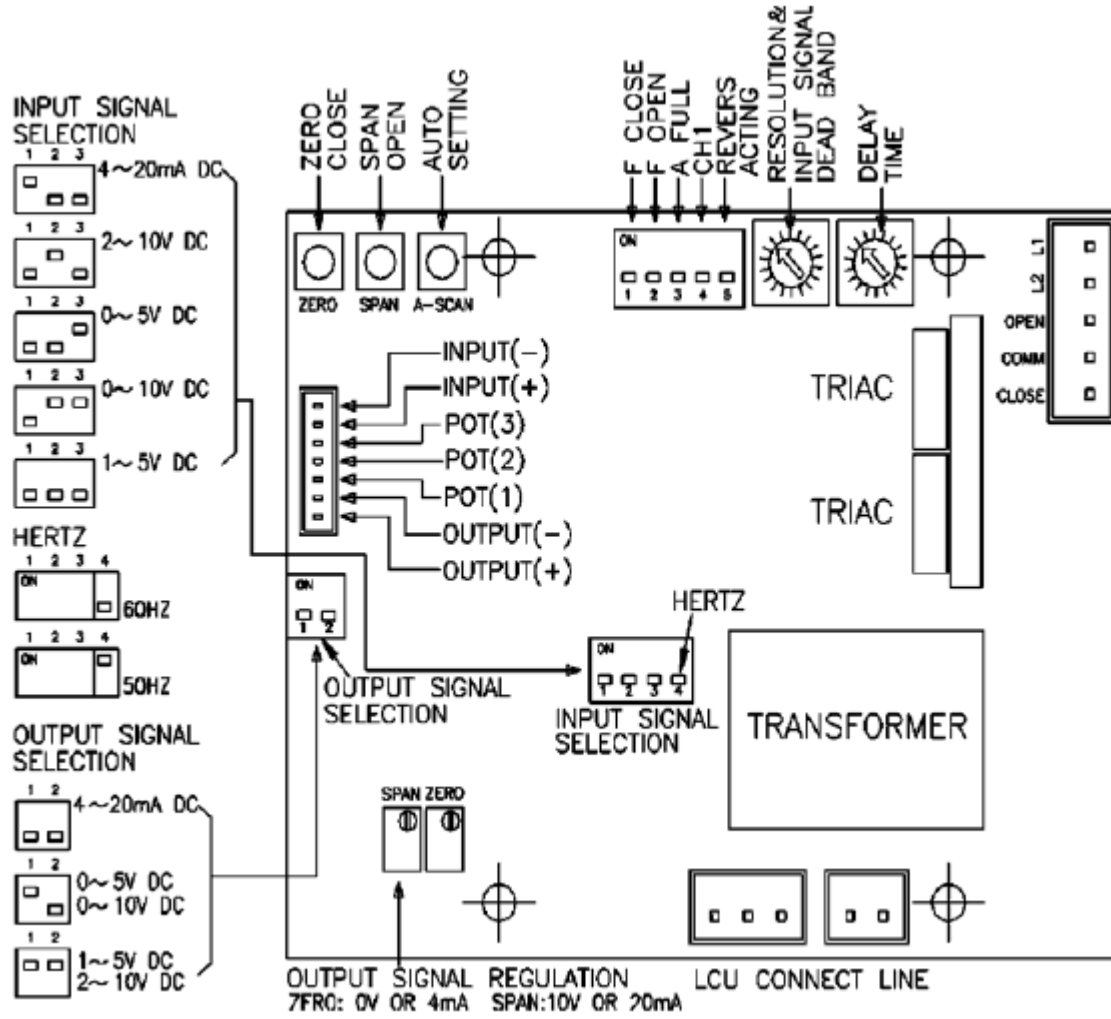 INPUT SIGNAL
SELECTION
1 2 3
4~20mA DC
1 2 3
2~ 10V DC
1 2 3
0~ 5V DC
1 2 3
0~ 10V DC
1 2 3
1~ 5V DC
HERTZ
1 2 3 4
ON
60HZ
1 2 3 4
ON
50HZ
OUTPUT SIGNAL
SELECTION
1 2
4~20mA DC
1 2
0~ 5V DC
0~ 10V DC
1 2
1~ 5V DC
2~ 10V DC
ZERO
CLOSE
SPAN
OPEN
AUTO
SETTING
F CLOSE
F OPEN
A FULL
CH1
REVERS
ACTING
RESOLUTION&
INPUT SIGNAL
DEAD BAND
DELAY
TIME
ZERO
SPAN
A-SCAN
ON
1 2 3 4 5
L1
L2
OPEN
COMM
CLOSE
INPUT(-)
INPUT(+)
POT(3)
POT(2)
POT(1)
OUTPUT(-)
OUTPUT(+)
TRIAC
TRIAC
ON
1 2
OUTPUT SIGNAL
SELECTION
HERTZ
ON
1 2 3 4
INPUT SIGNAL
SELECTION
TRANSFORMER
SPAN ZERO
OUTPUT SIGNAL REGULATION
7FR0: 0V OR 4mA SPAN:10V OR 20mA
LCU CONNECT LINE